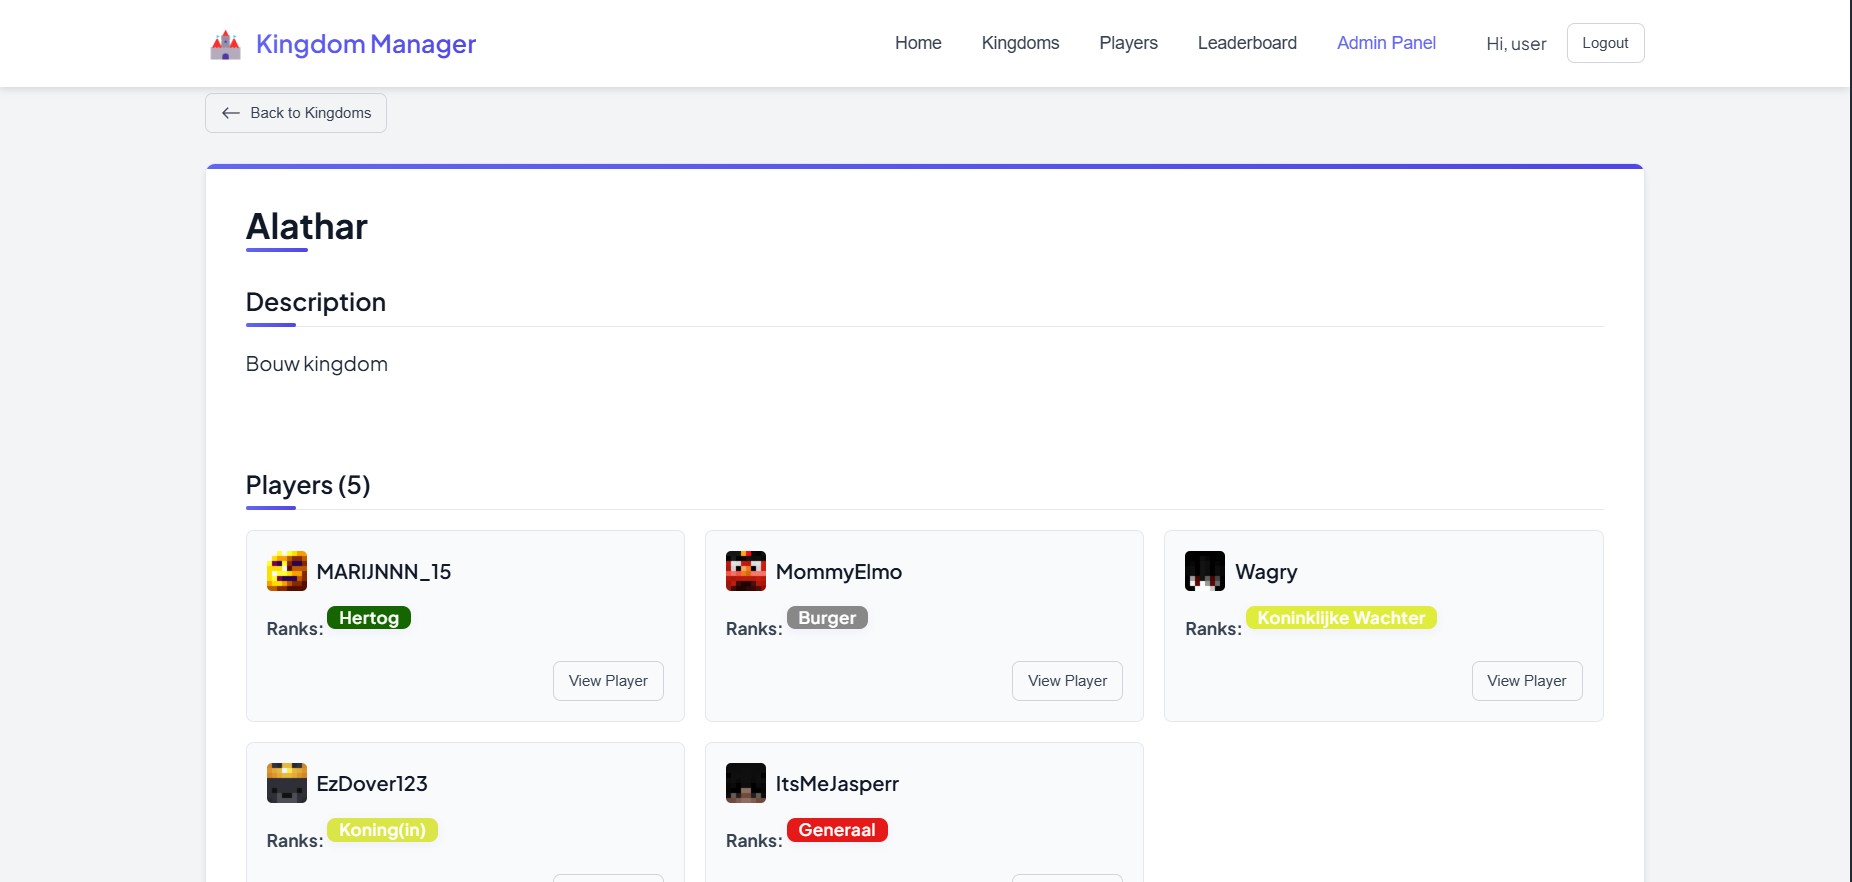 Kingdom Manager
Home Kingdoms Players Leaderboard Admin Panel Hi, user Logout
Back to Kingdoms
Alathar
Description
Bouw kingdom
Players (5)
MARIJNNN_15
Ranks: Hertog
View Player
MommyElmo
Ranks: Burger
View Player
Wagry
Ranks: Koninklijke Wachter
View Player
EzDover123
Ranks: Koning(in)
ItsMeJasperr
Ranks: Generaal